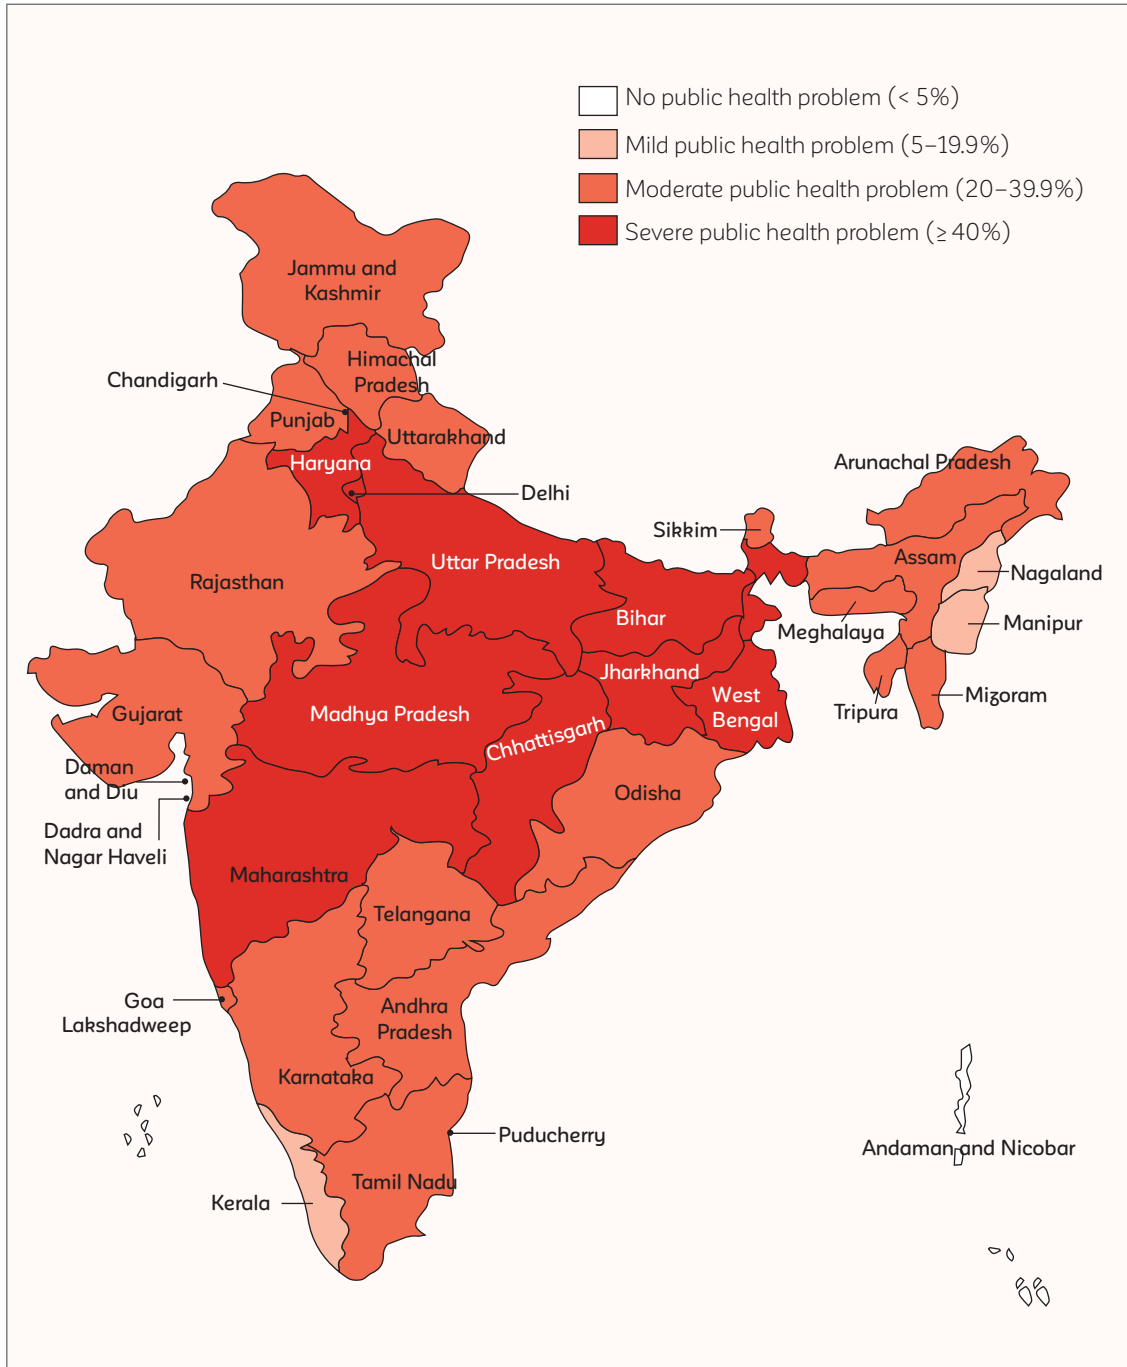 No public health problem (< 5%)
Mild public health problem (5–19.9%)
Moderate public health problem (20–39.9%)
Severe public health problem (≥ 40%)
Jammu and
Kashmir
Himachal
Pradesh
Chandigarh
Punjab
Uttarakhand
Haryana
Arunachal Pradesh
Delhi
Sikkim
Uttar Pradesh
Assam
Nagaland
Rajasthan
Bihar
Meghalaya
Manipur
Jharkhand
Gujarat
Madhya Pradesh
West
Bengal
Tripura
Mizoram
Chhattisgarh
Daman
and Diu
Odisha
Dadra and
Nagar Haveli
Maharashtra
Telangana
Goa
Lakshadweep
Andhra
Pradesh
Karnataka
Puducherry
Andaman and Nicobar
Tamil Nadu
Kerala